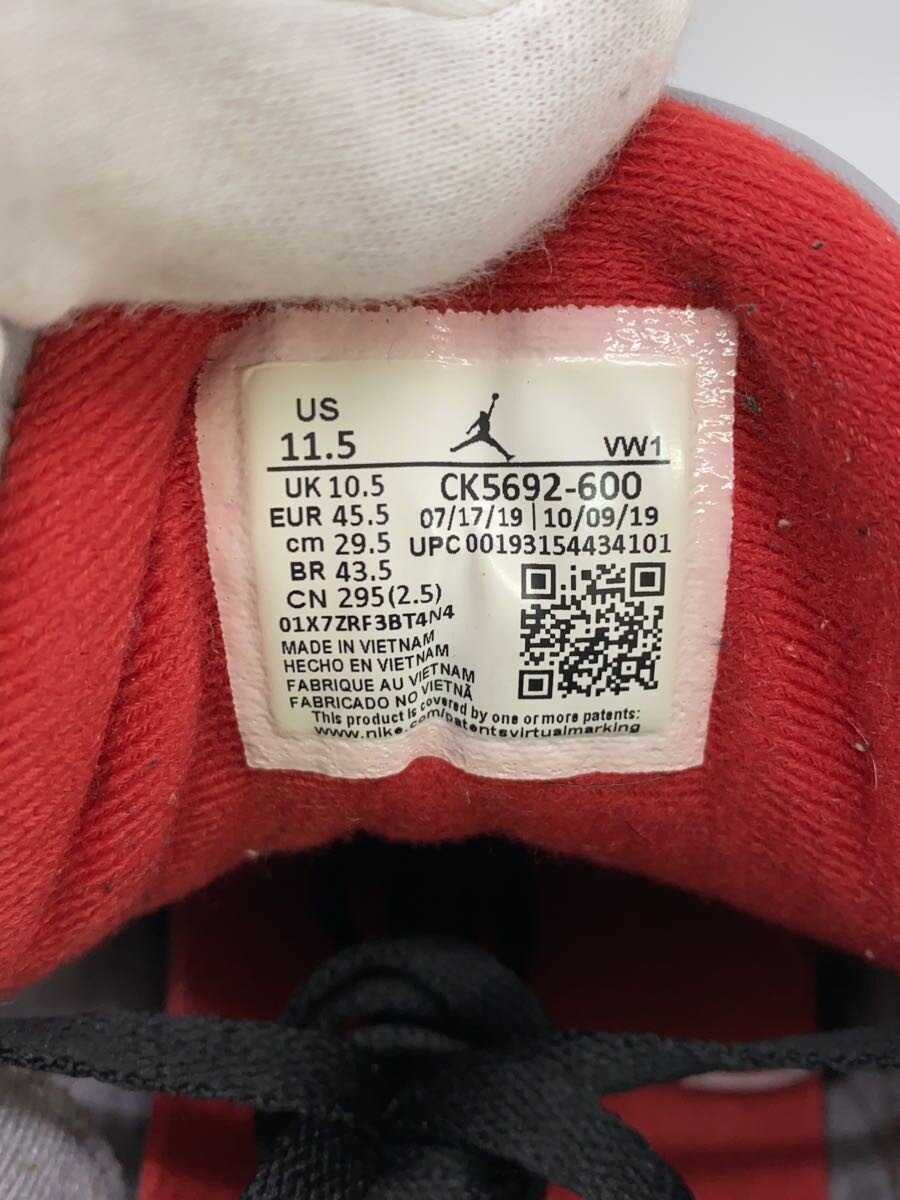 US
11.5
VW1
UK 10.5
CK5692-600
EUR 45.5
07/17/19 | 10/09/19
cm 29.5
UPC 00193154434101
BR 43.5
CN 295(2.5)
01X7ZRF3BT4N4
MADE IN VIETNAM
HECHO EN VIETNAM
FABRIQUE AU VIETNAM
FABRICADO NO VIETNÃ
This product is covered by one or more patents:
www.nike.com/patentsvirtualmarking